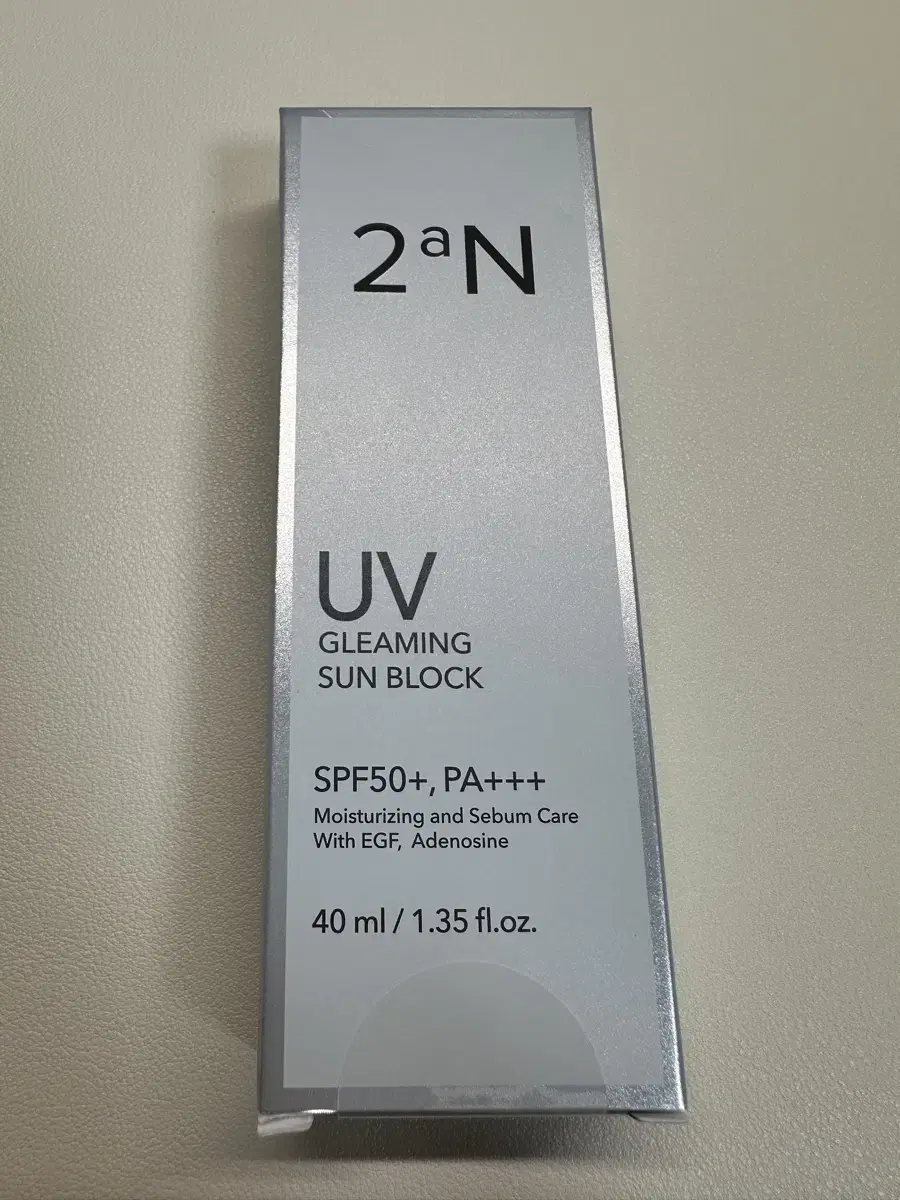 2aN
UV
GLEAMING
SUN BLOCK
SPF50+, PA+++
Moisturizing and Sebum Care
With EGF, Adenosine
40 ml / 1.35 fl.oz.